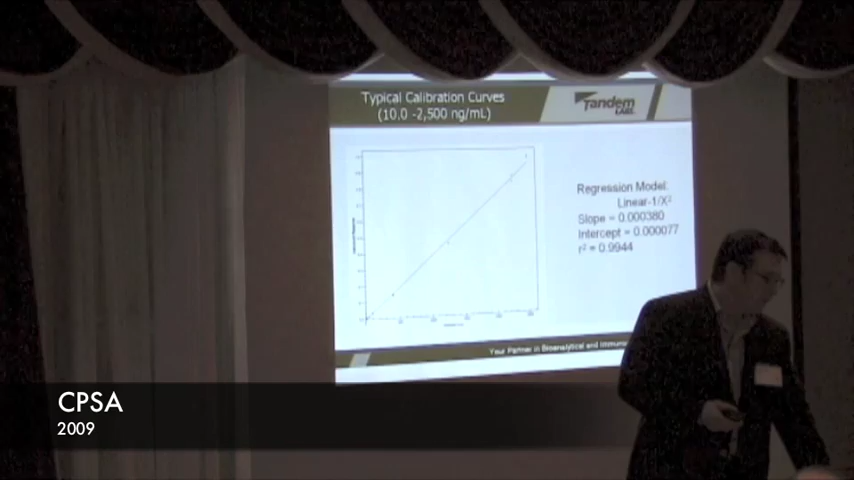 Typical Calibration Curves
(10.0 -2,500 ng/mL)
Tandem
LABS
Regression Model:
Linear-1/X²
Slope = 0.000380
Intercept = 0.000077
r² = 0.9944
Your Partner in Bioanalytical and
CPSA
2009